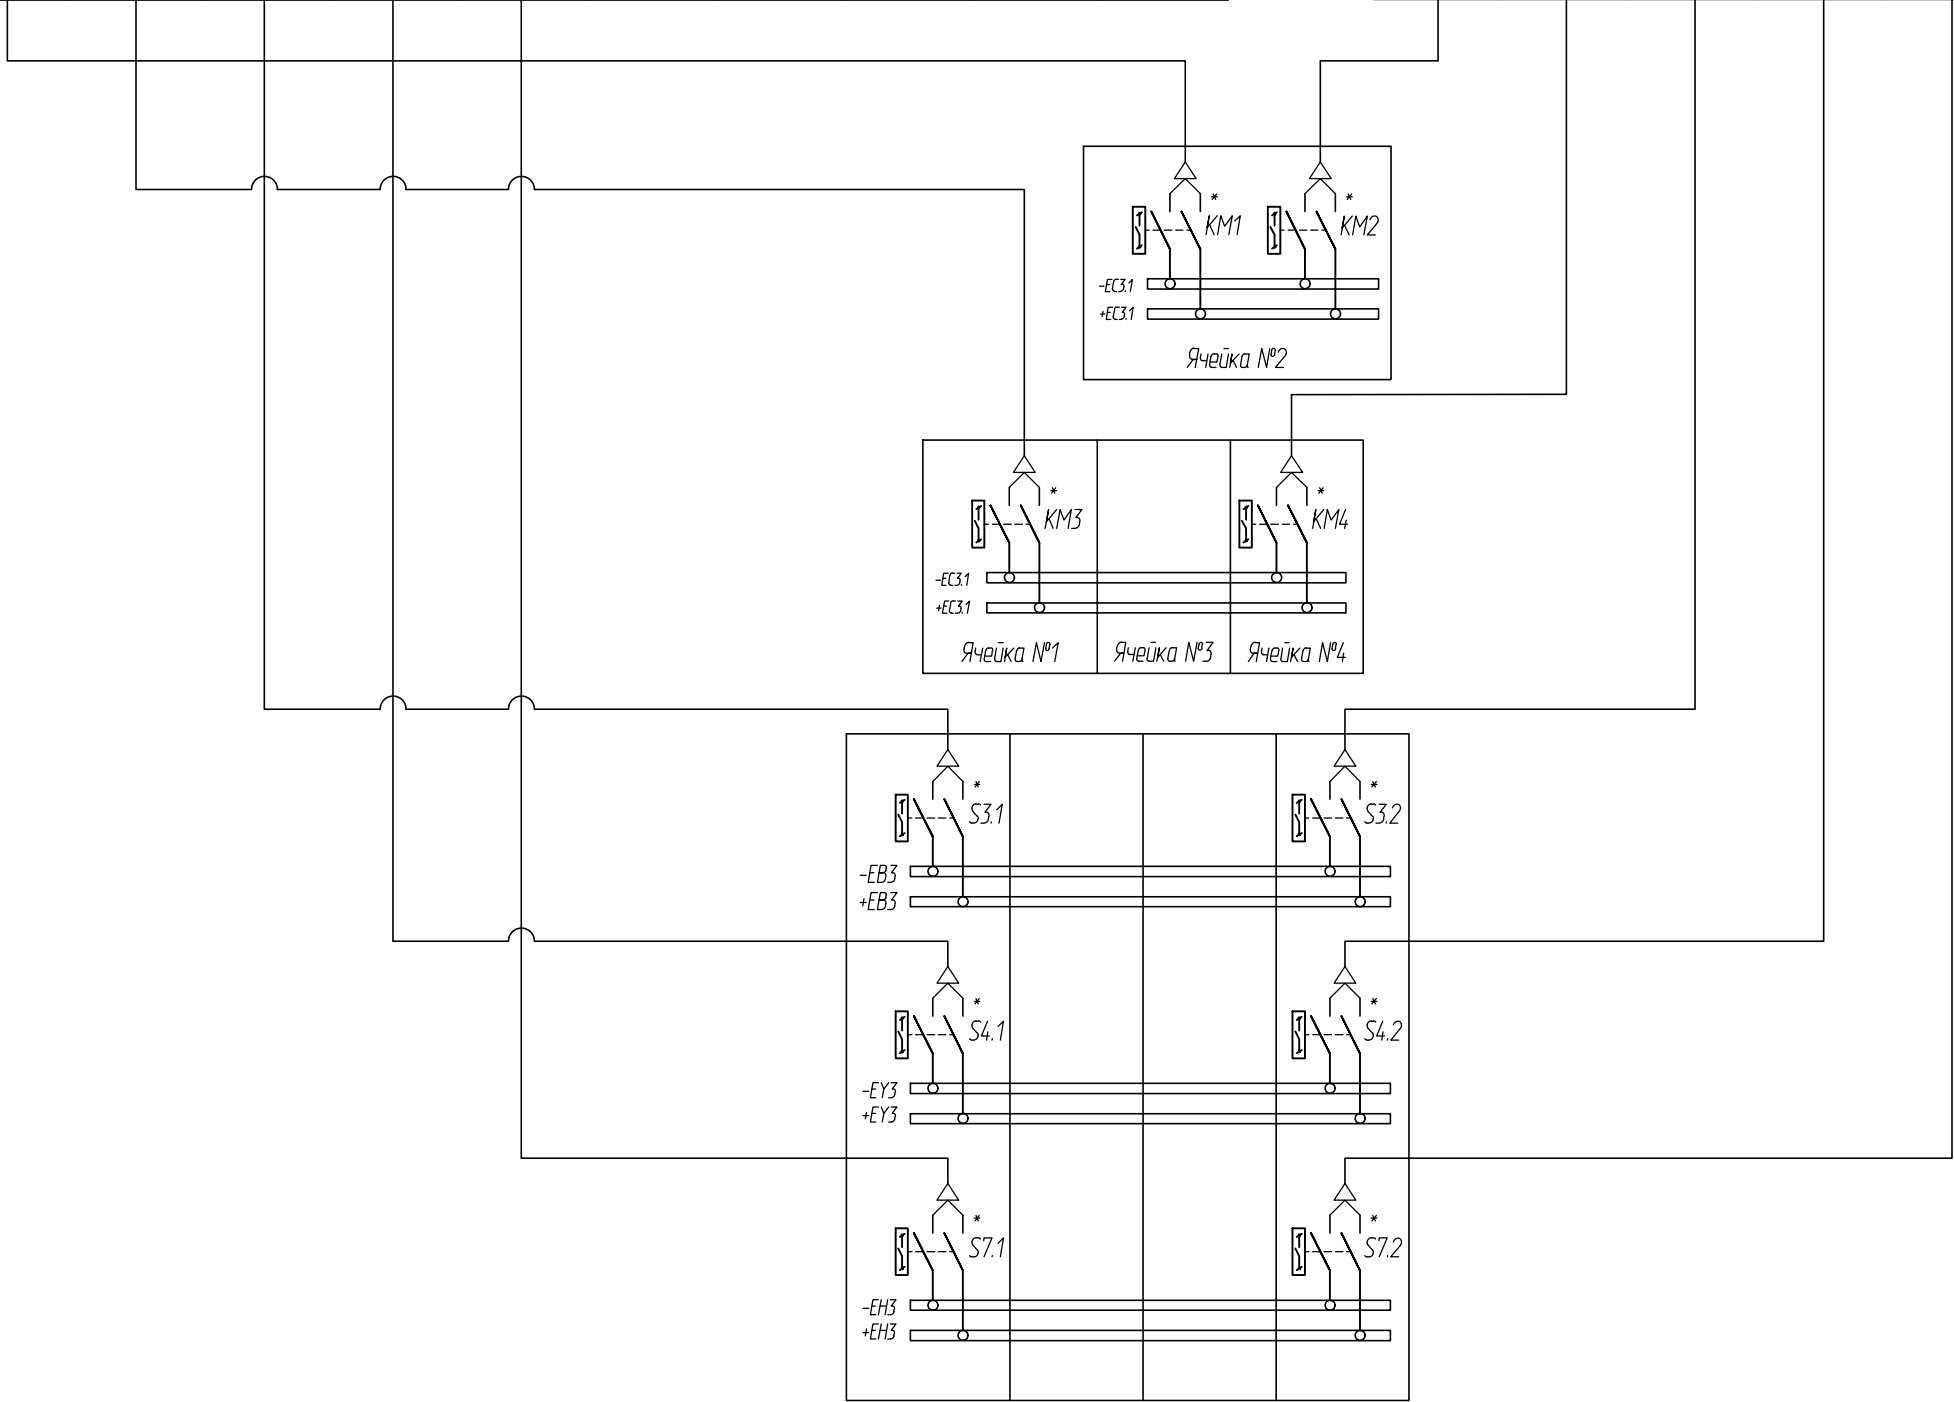 *
*
KM1
KM2
-EC3.1
+EC3.1
Ячейка №2
*
*
KM3
KM4
-EC3.1
+EC3.1
Ячейка №1
Ячейка №3
Ячейка №4
*
*
S3.1
S3.2
-EB3
+EB3
*
*
S4.1
S4.2
-EY3
+EY3
*
*
S7.1
S7.2
-EH3
+EH3